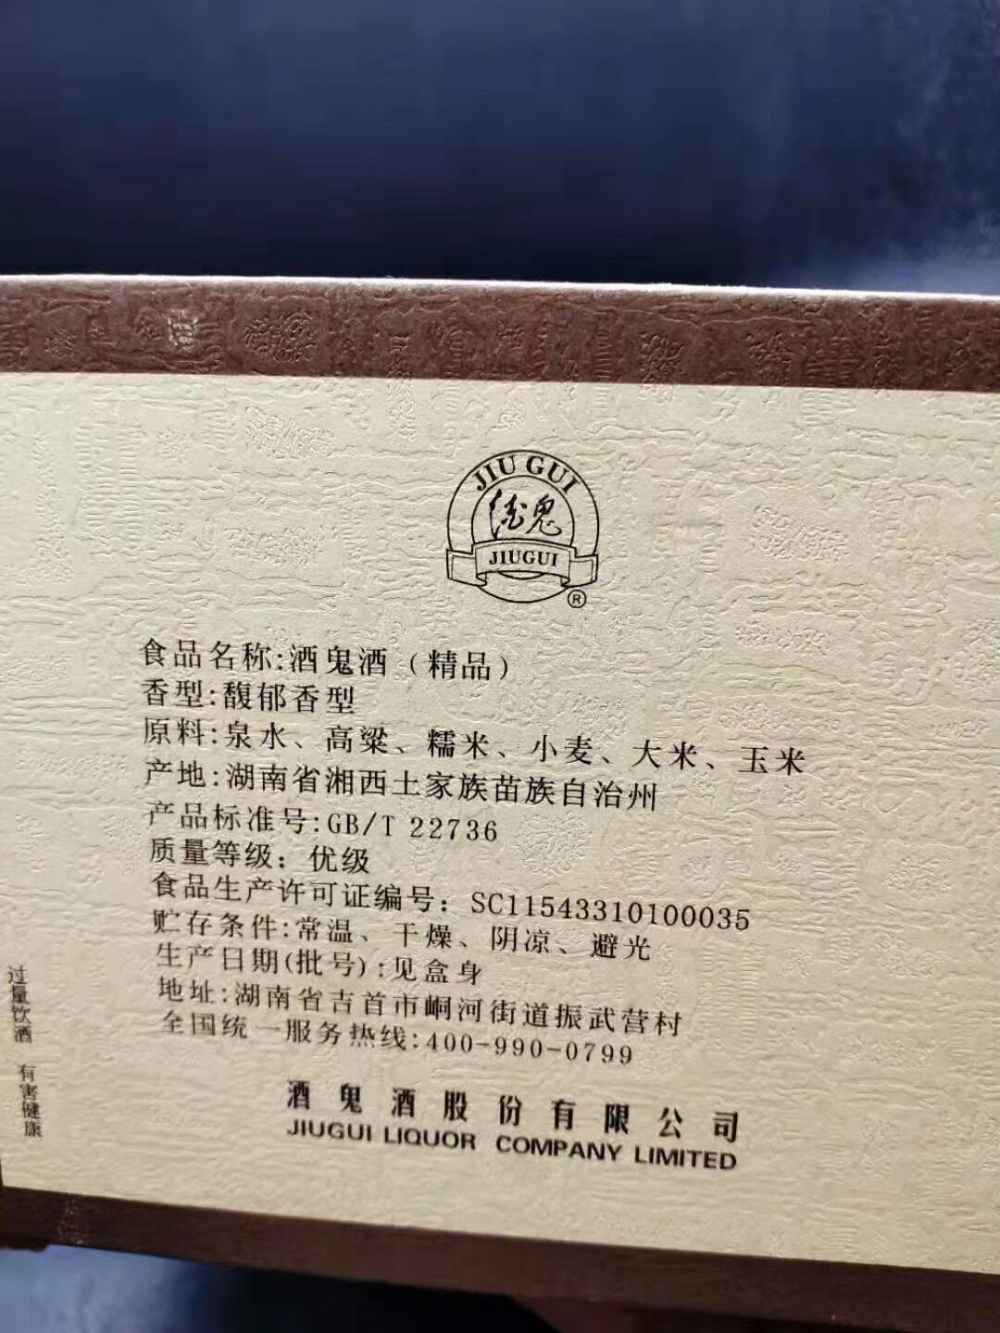 JIU GUI
酒鬼
JIUGUI
®
食品名称:酒鬼酒（精品）
香型:馥郁香型
原料:泉水、高粱、糯米、小麦、大米、玉米
产地:湖南省湘西土家族苗族自治州
产品标准号:GB/T 22736
质量等级：优级
食品生产许可证编号：SC11543310100035
贮存条件:常温、干燥、阴凉、避光
生产日期(批号):见盒身
地址:湖南省吉首市峒河街道振武营村
全国统一服务热线:400-990-0799
酒鬼酒股份有限公司
JIUGUI LIQUOR COMPANY LIMITED
过量饮酒 有害健康